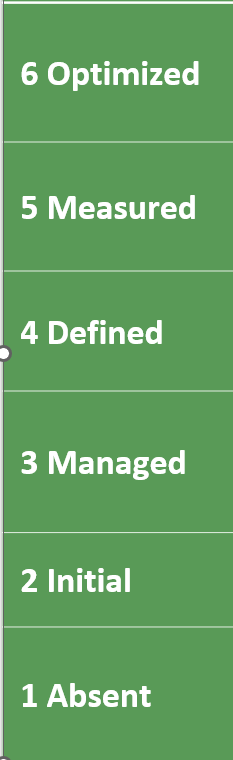 6 Optimized
5 Measured
4 Defined
3 Managed
2 Initial
1 Absent